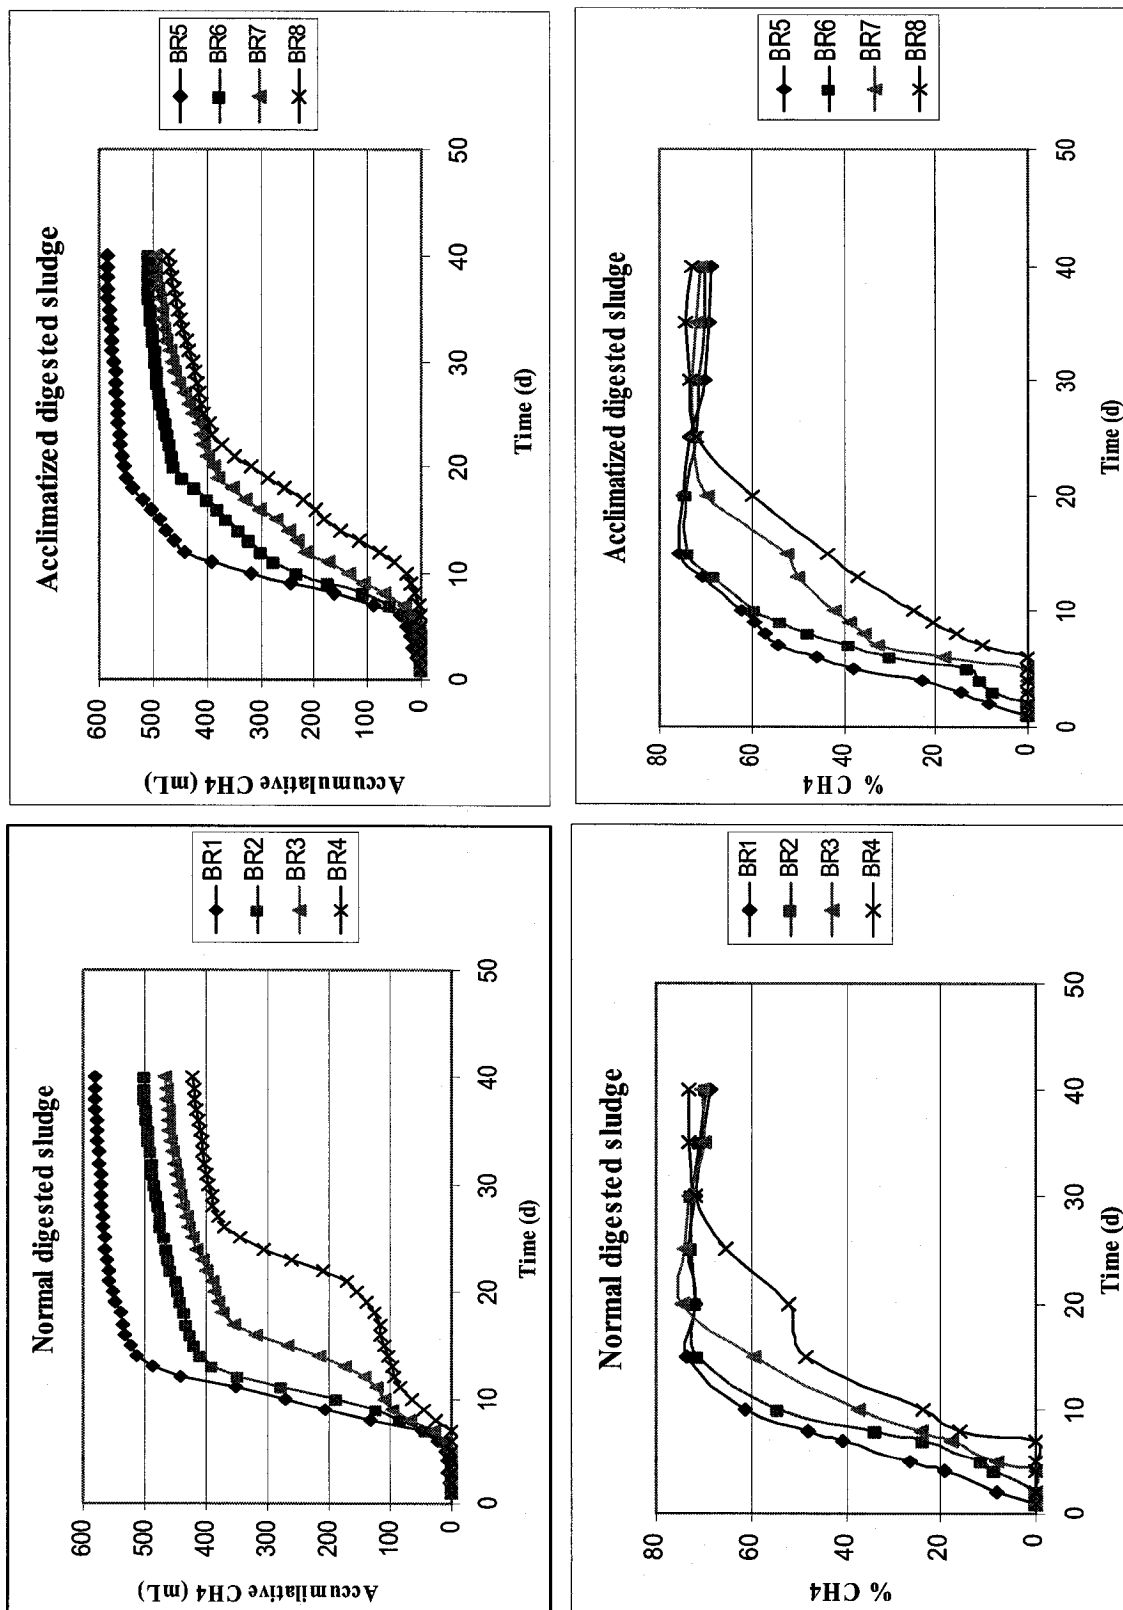 Normal digested sludge
Accumulative CH4 (mL)
600
500
400
300
200
100
0
0 10 20 30 40 50
Time (d)
BR1
BR2
BR3
BR4
Acclimatized digested sludge
Accumulative CH4 (mL)
600
500
400
300
200
100
0
0 10 20 30 40 50
Time (d)
BR5
BR6
BR7
BR8
Normal digested sludge
% CH4
80
60
40
20
0
0 10 20 30 40 50
Time (d)
BR1
BR2
BR3
BR4
Acclimatized digested sludge
% CH4
80
60
40
20
0
0 10 20 30 40 50
Time (d)
BR5
BR6
BR7
BR8